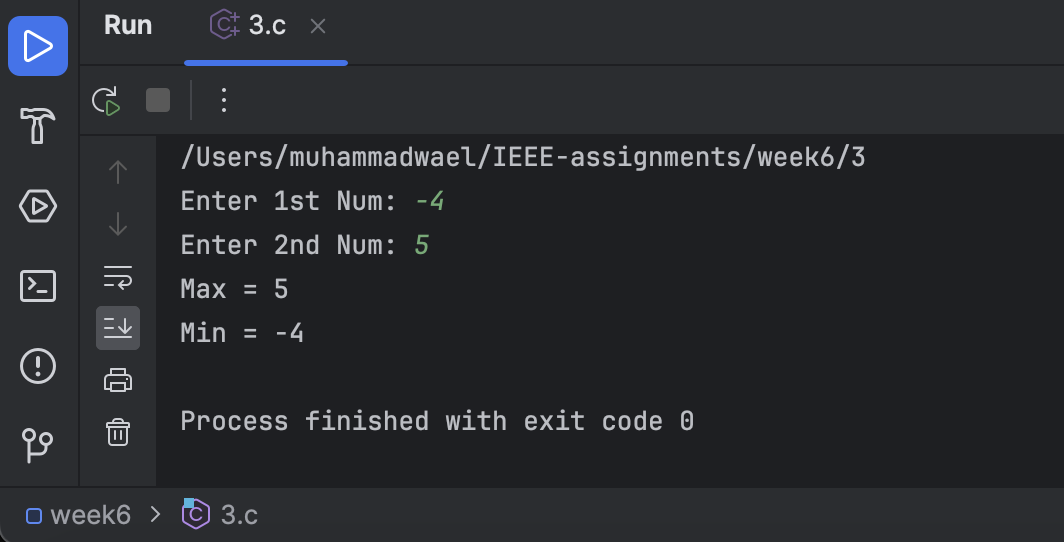 Run 3.c
/Users/muhammadwael/IEEE-assignments/week6/3
Enter 1st Num: -4
Enter 2nd Num: 5
Max = 5
Min = -4
Process finished with exit code 0
week6 > 3.c